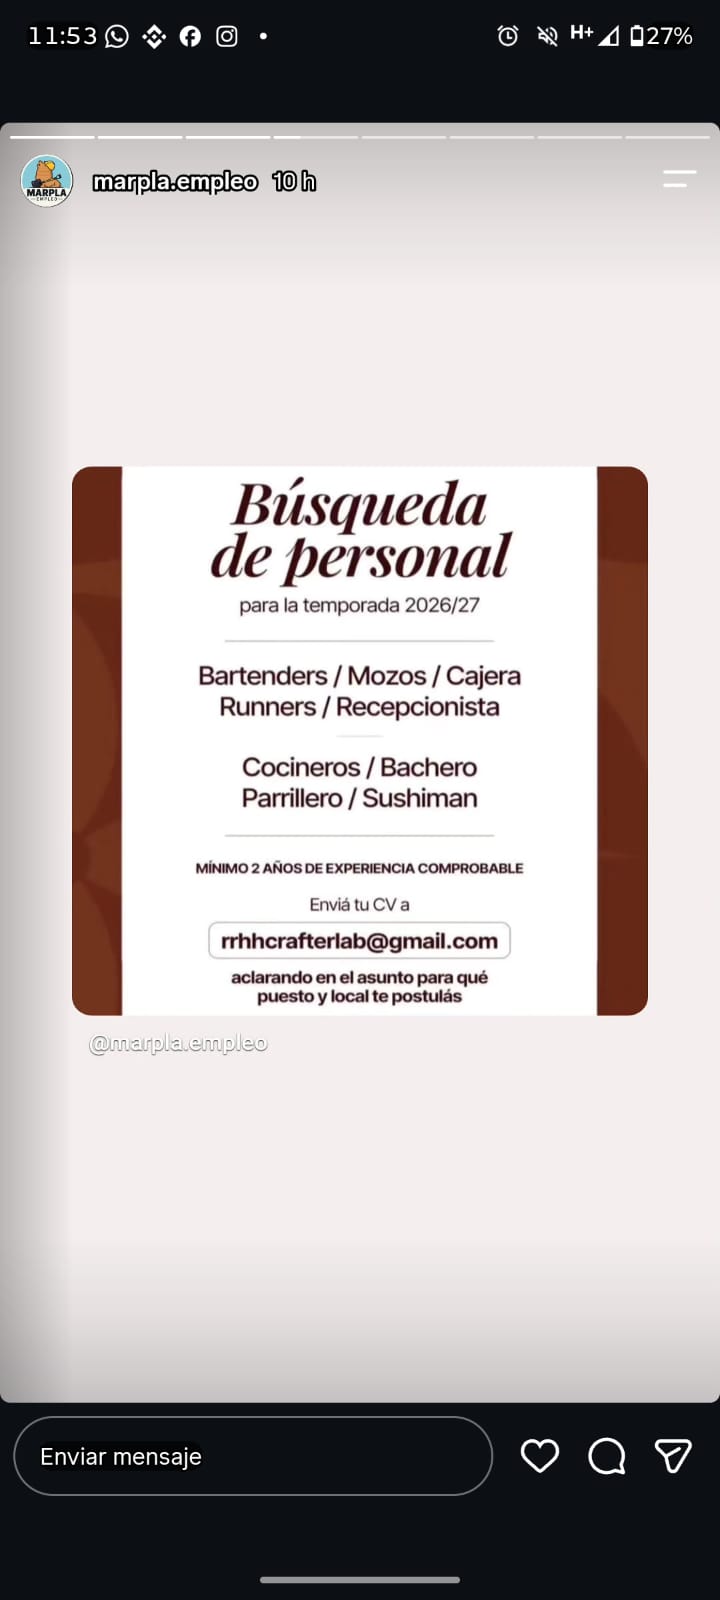 11:53
H+
27%
MARPLA
EMPLEO
marpla.empleo 10 h
Búsqueda
de personal
para la temporada 2026/27
Bartenders / Mozos / Cajera
Runners / Recepcionista
Cocineros / Bachero
Parrillero / Sushiman
MÍNIMO 2 AÑOS DE EXPERIENCIA COMPROBABLE
Enviá tu CV a
rrhhcrafterlab@gmail.com
aclarando en el asunto para qué
puesto y local te postulás
@marpla.empleo
Enviar mensaje